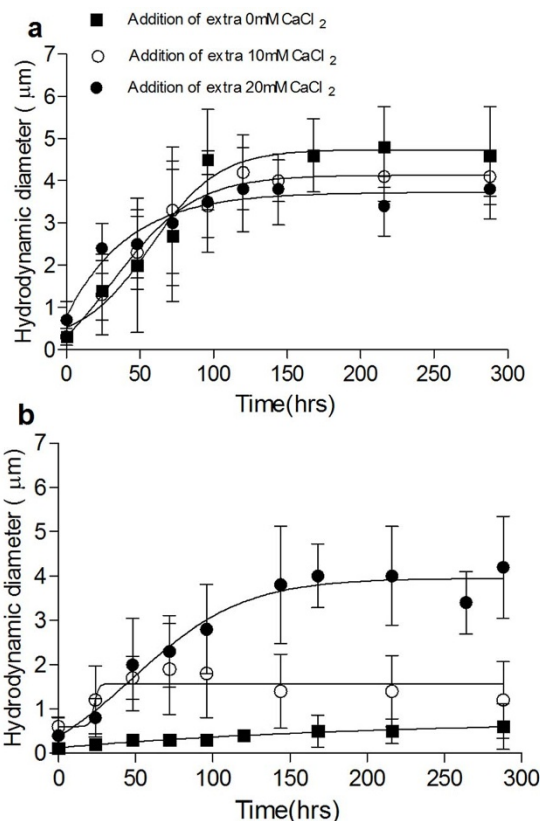 a
Addition of extra 0mM CaCl 2
Addition of extra 10mM CaCl 2
Addition of extra 20mM CaCl 2
7
6
5
4
3
2
1
0
Hydrodynamic diameter ( μm)
0 50 100 150 200 250 300
Time(hrs)
b
7
6
5
4
3
2
1
0
Hydrodynamic diameter ( μm)
0 50 100 150 200 250 300
Time(hrs)